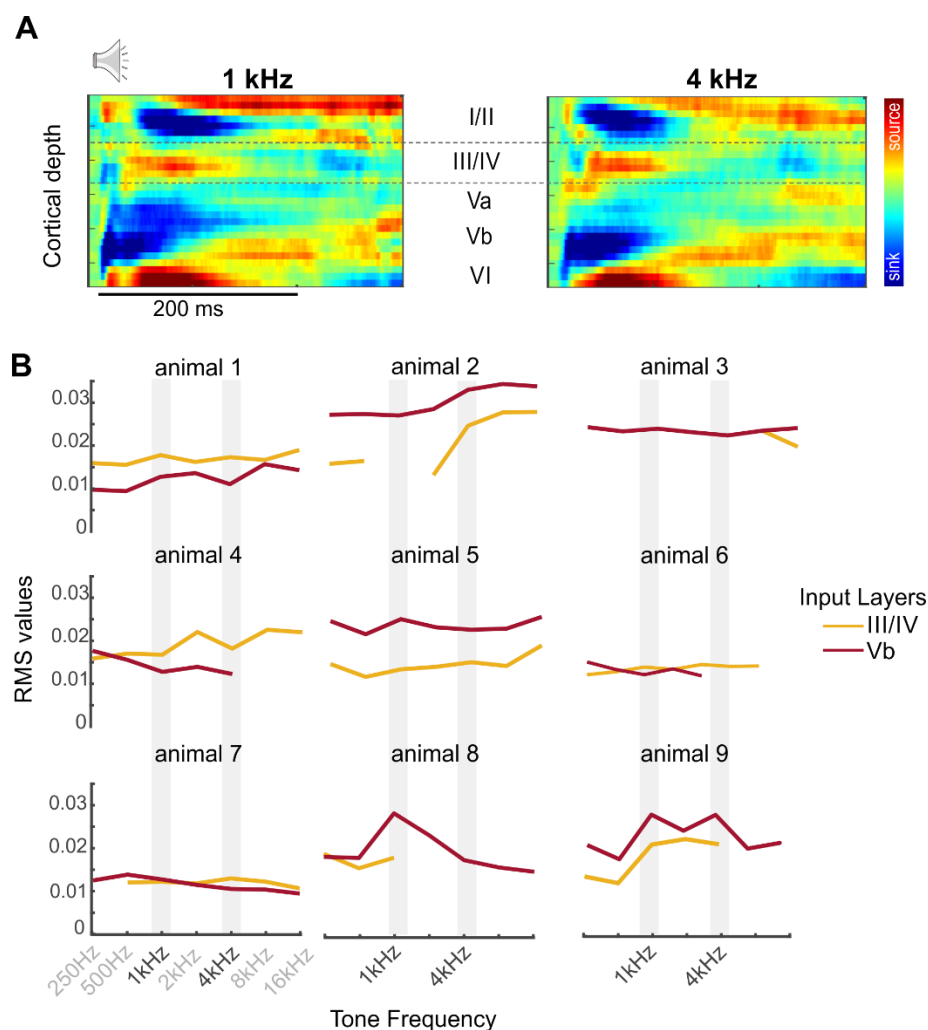 A
1 kHz
4 kHz
Cortical depth
I/II
III/IV
Va
Vb
VI
source
sink
200 ms
B
animal 1
animal 2
animal 3
0.03
0.02
0.01
0
animal 4
animal 5
animal 6
0.03
0.02
0.01
0
RMS values
Input Layers
III/IV
Vb
animal 7
animal 8
animal 9
0.03
0.02
0.01
0
250Hz
500Hz
1kHz
2kHz
4kHz
8kHz
16kHz
1kHz
4kHz
1kHz
4kHz
Tone Frequency